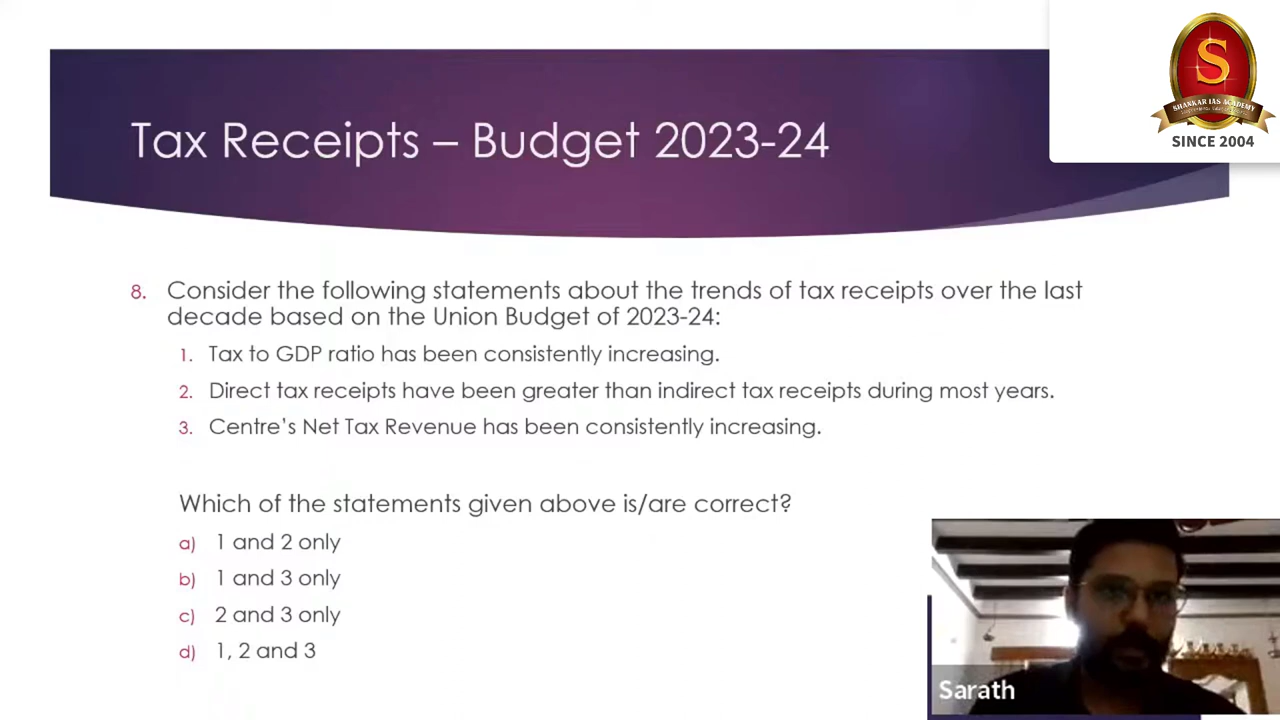 S
SHANKAR IAS ACADEMY
SINCE 2004
Tax Receipts – Budget 2023-24
8. Consider the following statements about the trends of tax receipts over the last
decade based on the Union Budget of 2023-24:
1. Tax to GDP ratio has been consistently increasing.
2. Direct tax receipts have been greater than indirect tax receipts during most years.
3. Centre's Net Tax Revenue has been consistently increasing.
Which of the statements given above is/are correct?
a) 1 and 2 only
b) 1 and 3 only
c) 2 and 3 only
d) 1, 2 and 3
Sarath